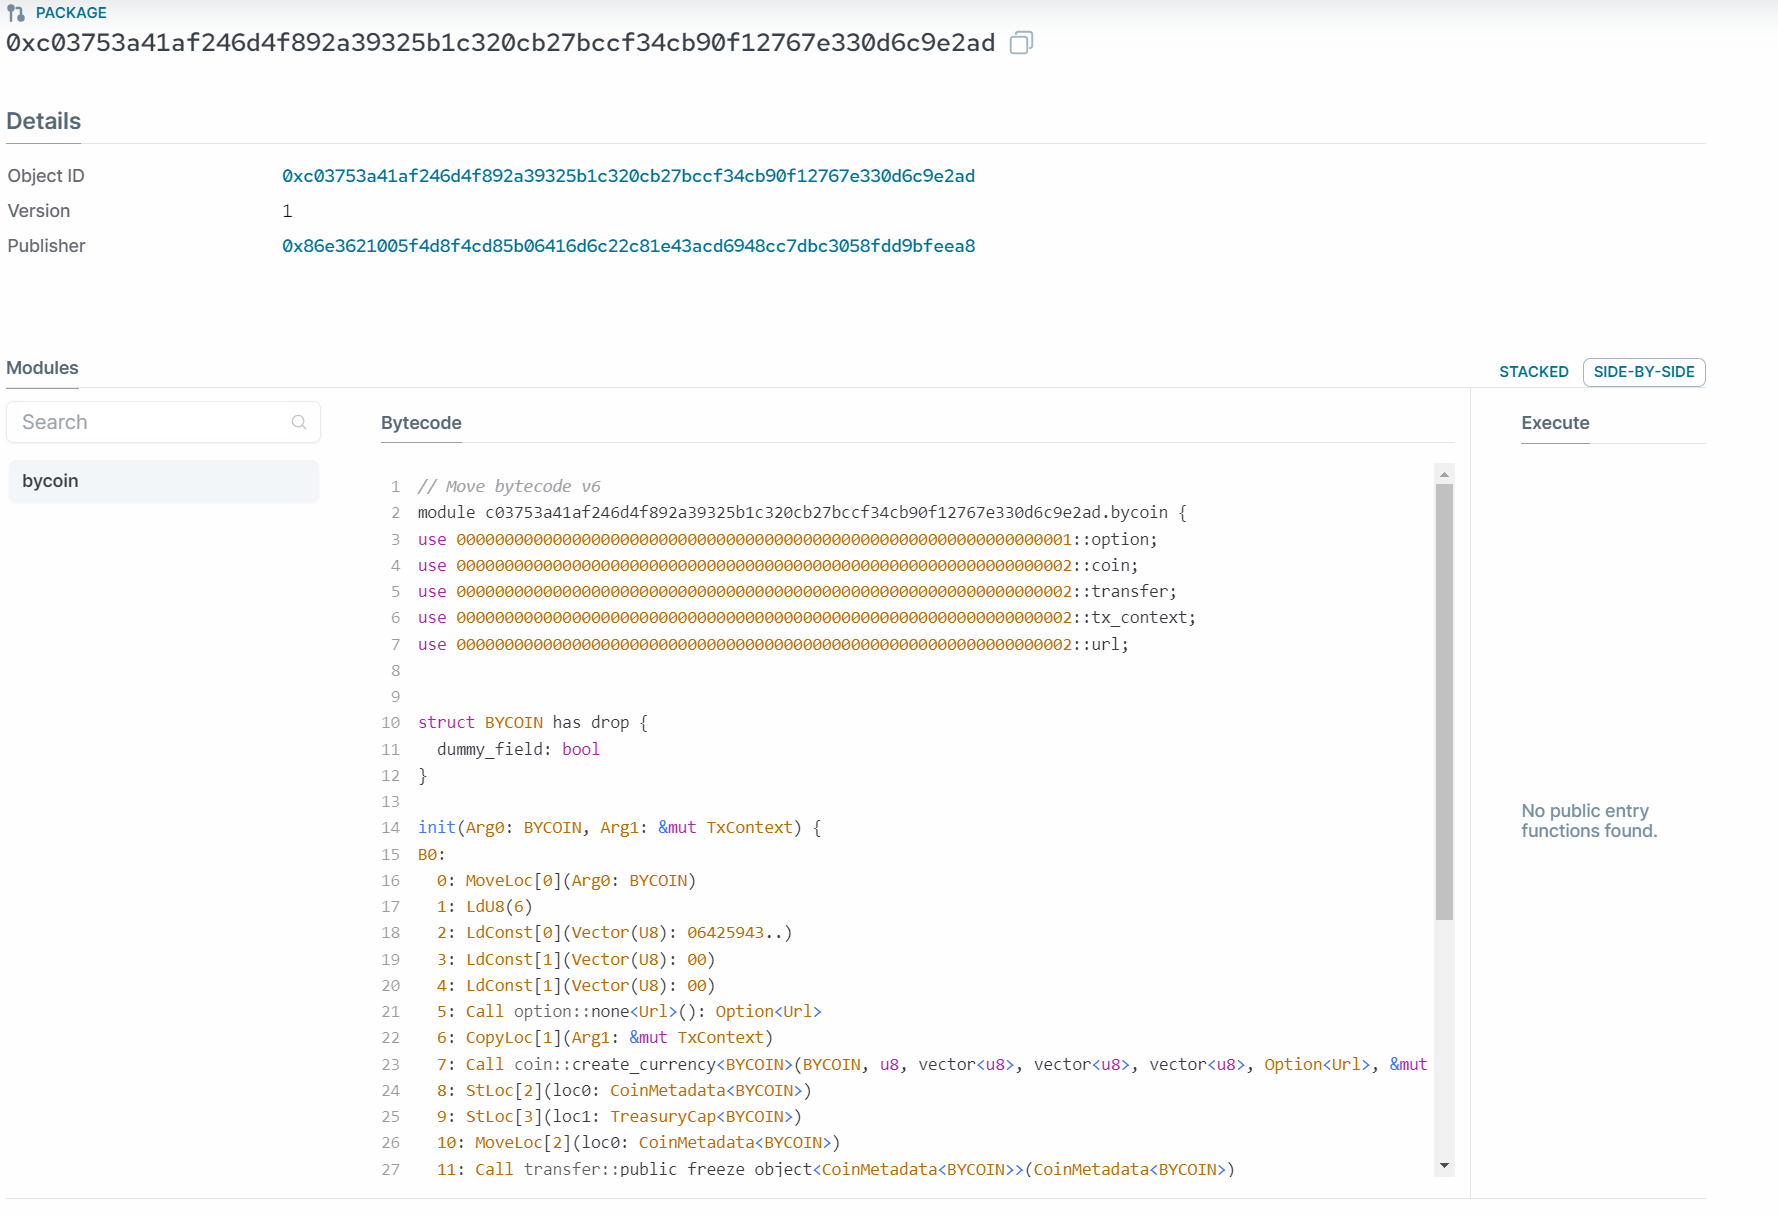 PACKAGE
0xc03753a41af246d4f892a39325b1c320cb27bccf34cb90f12767e330d6c9e2ad
Details
Object ID 0xc03753a41af246d4f892a39325b1c320cb27bccf34cb90f12767e330d6c9e2ad
Version 1
Publisher 0x86e3621005f4d8f4cd85b06416d6c22c81e43acd6948cc7dbc3058fdd9bfeea8
Modules
STACKED SIDE-BY-SIDE
Search
bycoin
Bytecode
1 // Move bytecode v6
2 module c03753a41af246d4f892a39325b1c320cb27bccf34cb90f12767e330d6c9e2ad.bycoin {
3 use 0000000000000000000000000000000000000000000000000000000000000001::option;
4 use 0000000000000000000000000000000000000000000000000000000000000002::coin;
5 use 0000000000000000000000000000000000000000000000000000000000000002::transfer;
6 use 0000000000000000000000000000000000000000000000000000000000000002::tx_context;
7 use 0000000000000000000000000000000000000000000000000000000000000002::url;
8
9
10 struct BYCOIN has drop {
11 dummy_field: bool
12 }
13
14 init(Arg0: BYCOIN, Arg1: &mut TxContext) {
15 B0:
16 0: MoveLoc[0](Arg0: BYCOIN)
17 1: LdU8(6)
18 2: LdConst[0](Vector(U8): 06425943..)
19 3: LdConst[1](Vector(U8): 00)
20 4: LdConst[1](Vector(U8): 00)
21 5: Call option::none<Url>(): Option<Url>
22 6: CopyLoc[1](Arg1: &mut TxContext)
23 7: Call coin::create_currency<BYCOIN>(BYCOIN, u8, vector<u8>, vector<u8>, vector<u8>, Option<Url>, &mut
24 8: StLoc[2](loc0: CoinMetadata<BYCOIN>)
25 9: StLoc[3](loc1: TreasuryCap<BYCOIN>)
26 10: MoveLoc[2](loc0: CoinMetadata<BYCOIN>)
27 11: Call transfer::public freeze object<CoinMetadata<BYCOIN>>(CoinMetadata<BYCOIN>)
Execute
No public entry
functions found.